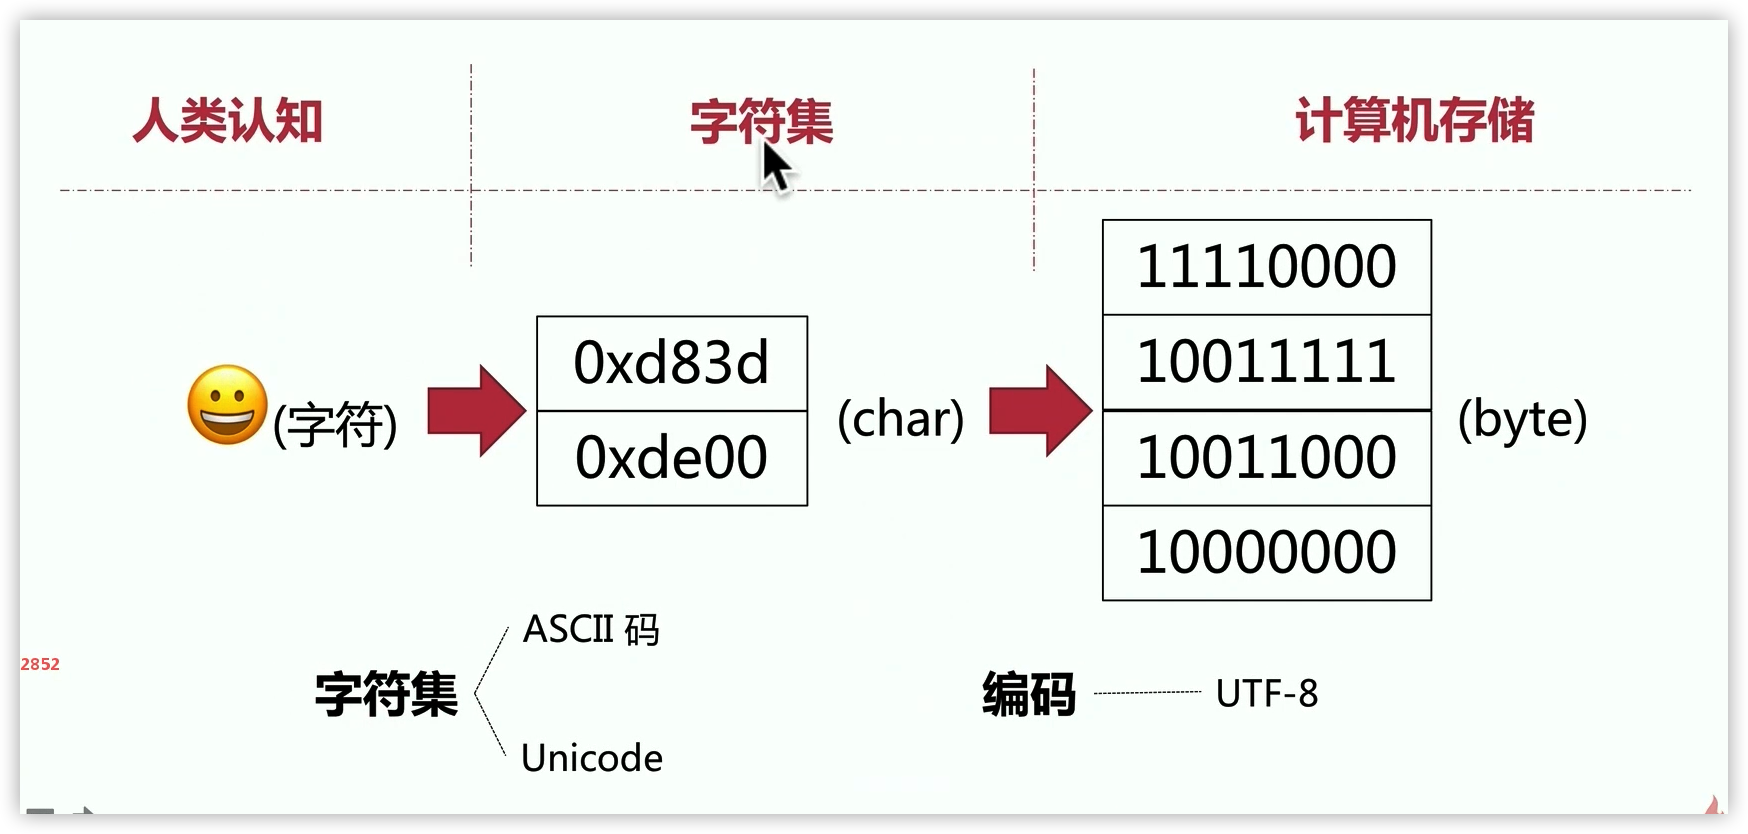 人类认知
字符集
计算机存储
(字符)
0xd83d
0xde00
(char)
11110000
10011111
10011000
10000000
(byte)
2852
字符集
ASCII 码
Unicode
编码
UTF-8